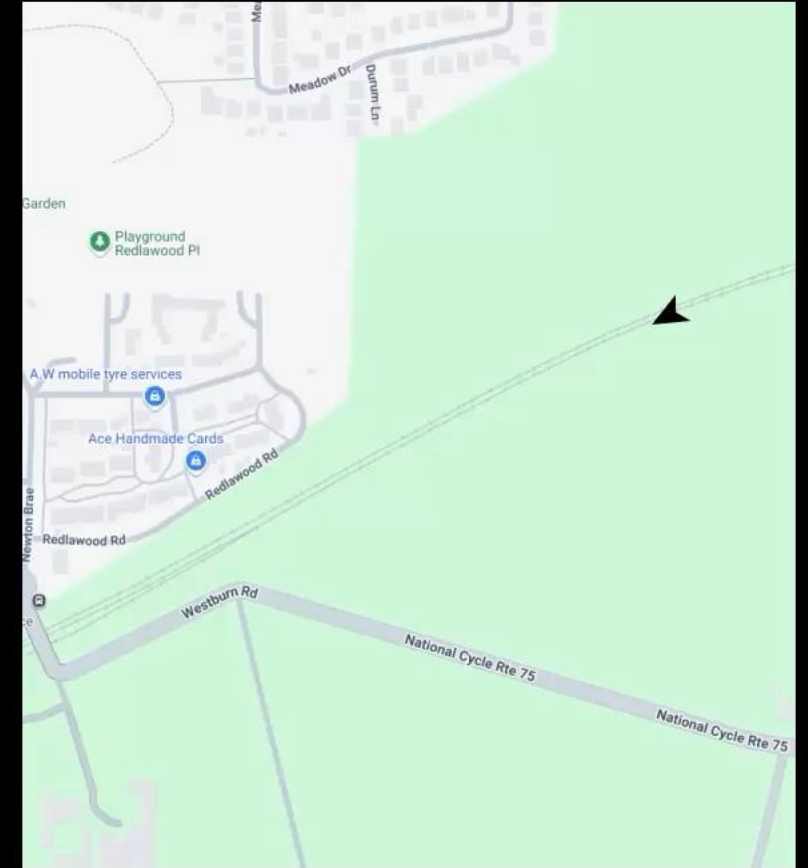 Mea
Meadow Dr
Durum Ln
Garden
Playground
Redlawood Pl
A.W mobile tyre services
Ace Handmade Cards
Redlawood Rd
Newton Brae
Redlawood Rd
Westburn Rd
National Cycle Rte 75
National Cycle Rte 75